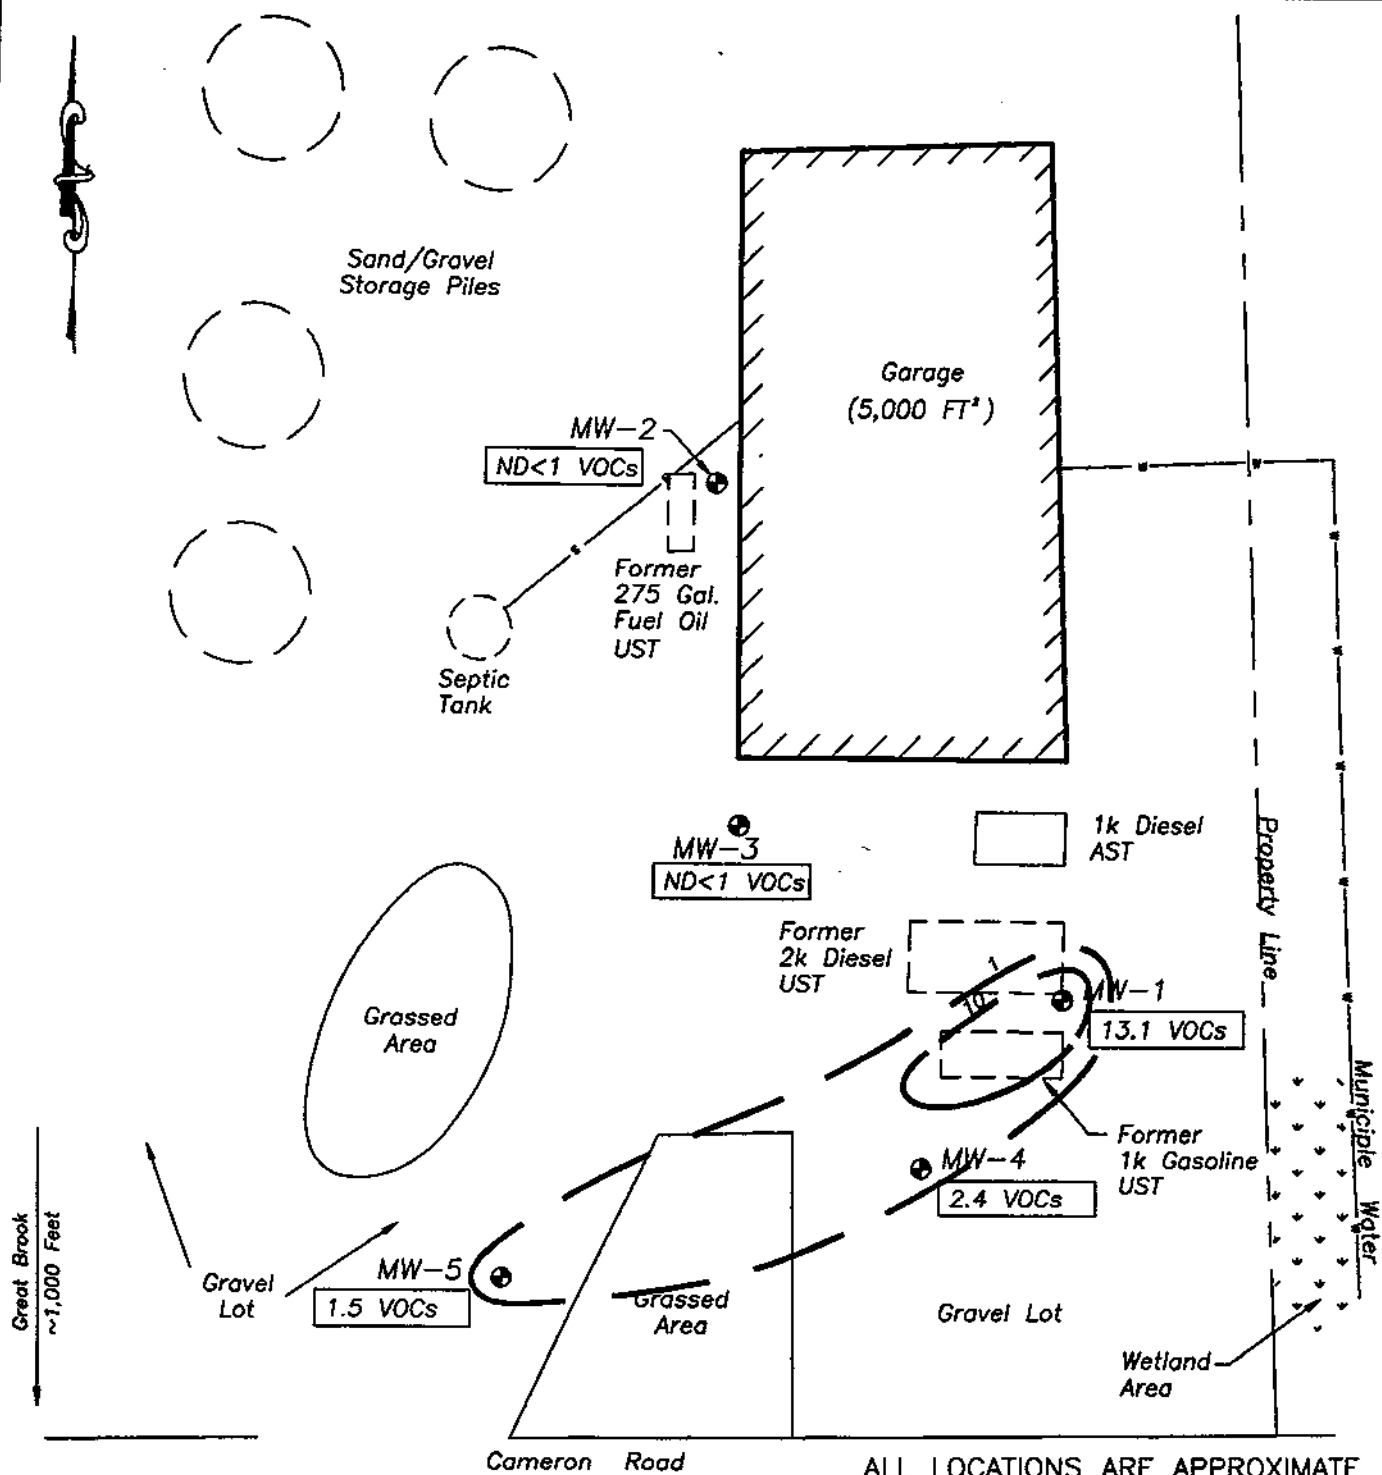 Sand/Gravel
Storage Piles
Garage
(5,000 FT²)
MW-2
ND<1 VOCs
Former
275 Gal.
Fuel Oil
UST
Septic
Tank
MW-3
ND<1 VOCs
1k Diesel
AST
Former
2k Diesel
UST
1
10
MW-1
13.1 VOCs
Property Line
Grassed
Area
Former
1k Gasoline
UST
MW-4
2.4 VOCs
Municiple Water
Great Brook
~1,000 Feet
Gravel
Lot
MW-5
1.5 VOCs
Grassed
Area
Gravel Lot
Wetland
Area
Cameron Road
ALL LOCATIONS ARE APPROXIMATE
s
w
w
w
w
w
w
w
w
w